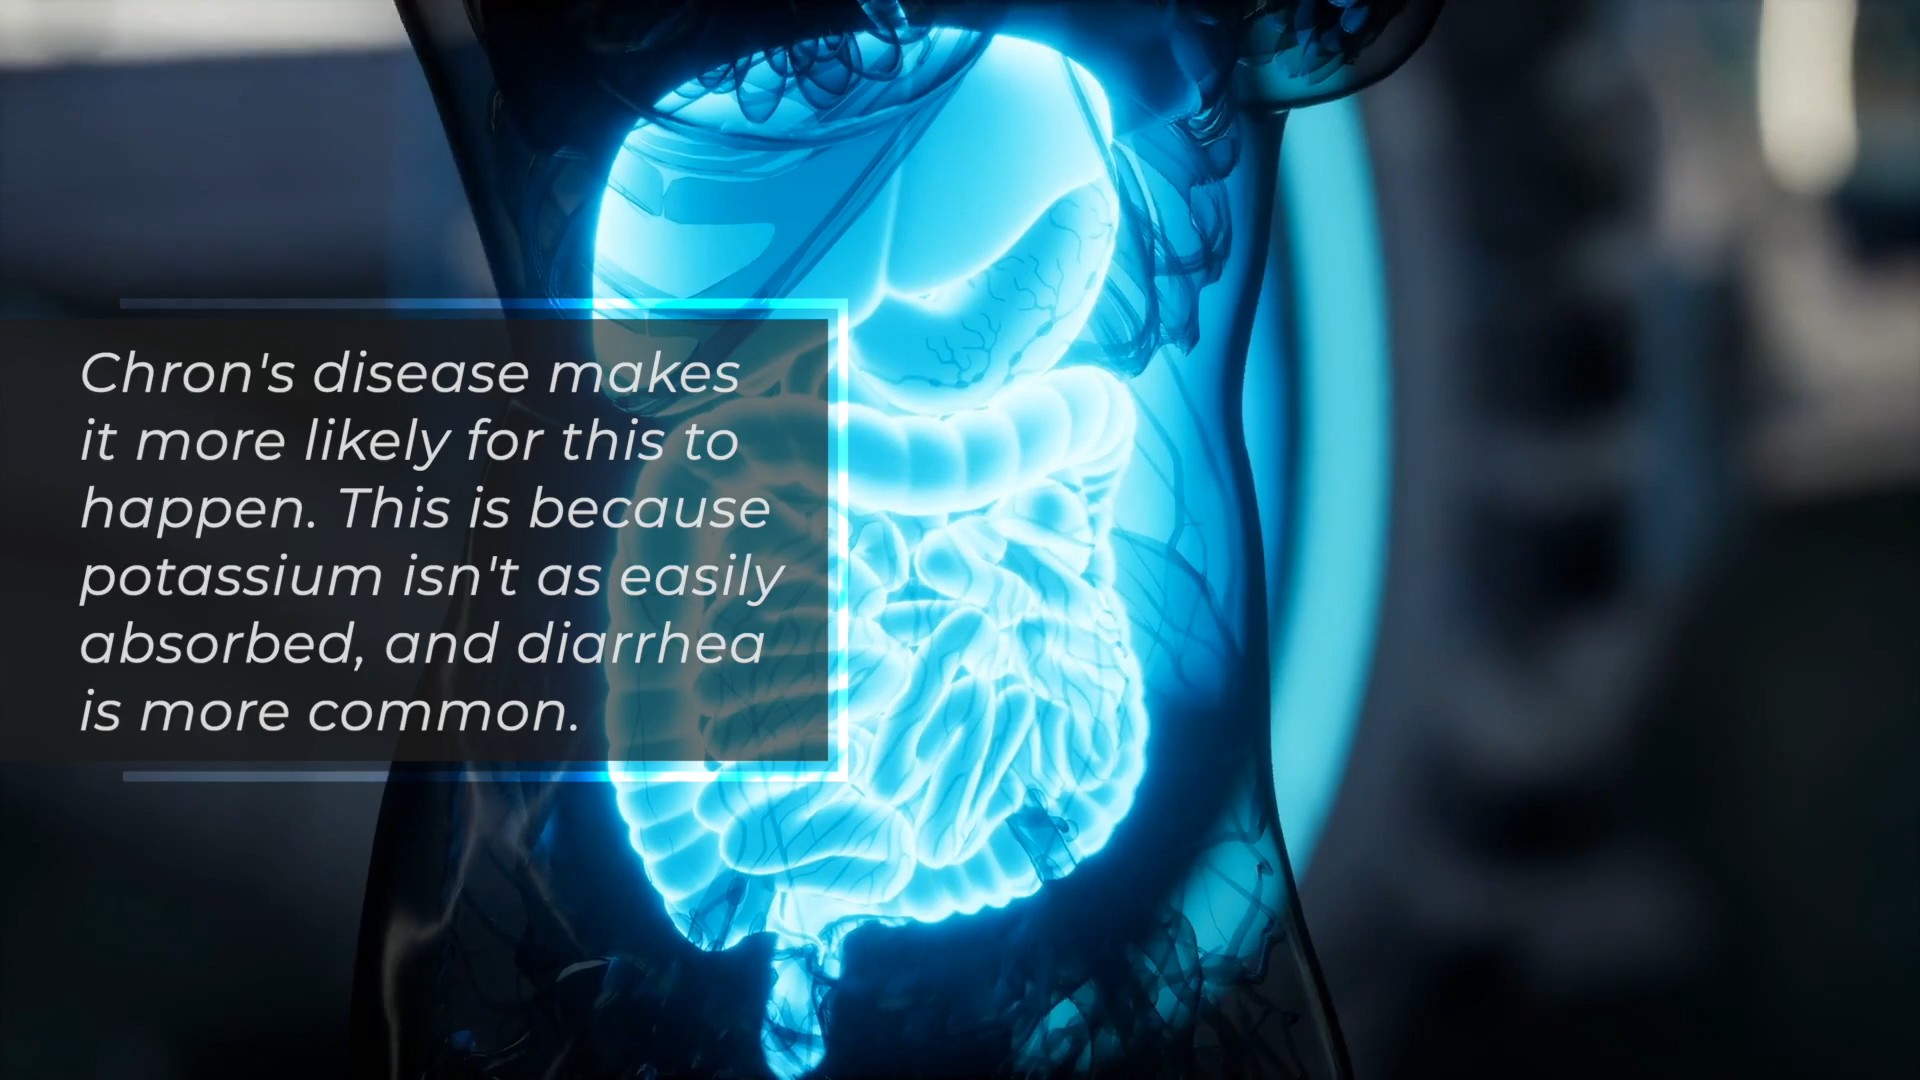 Chron's disease makes
it more likely for this to
happen. This is because
potassium isn't as easily
absorbed, and diarrhea
is more common.